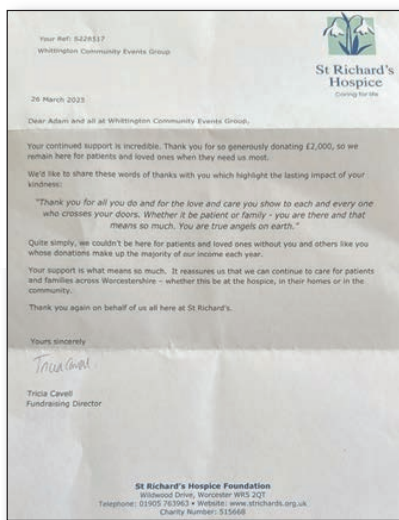 Your Ref: S228317
Whittington Community Events Group
St Richard's
Hospice
Caring for life
26 March 2023
Dear Adam and all at Whittington Community Events Group,
Your continued support is incredible. Thank you for so generously donating £2,000, so we
remain here for patients and loved ones when they need us most.
We'd like to share these words of thanks with you which highlight the lasting impact of your
kindness:
"Thank you for all you do and for the love and care you show to each and every one
who crosses your doors. Whether it be patient or family - you are there and that
means so much. You are true angels on earth."
Quite simply, we couldn't be here for patients and loved ones without you and others like you
whose donations make up the majority of our income each year.
Your support is what means so much. It reassures us that we can continue to care for patients
and families across Worcestershire – whether this be at the hospice, in their homes or in the
community.
Thank you again on behalf of us all here at St Richard's.
Yours sincerely
Tricia Cavell
Tricia Cavell
Fundraising Director
St Richard's Hospice Foundation
Wildwood Drive, Worcester WR5 2QT
Telephone: 01905 763963 • Website: www.strichards.org.uk
Charity Number: 515668